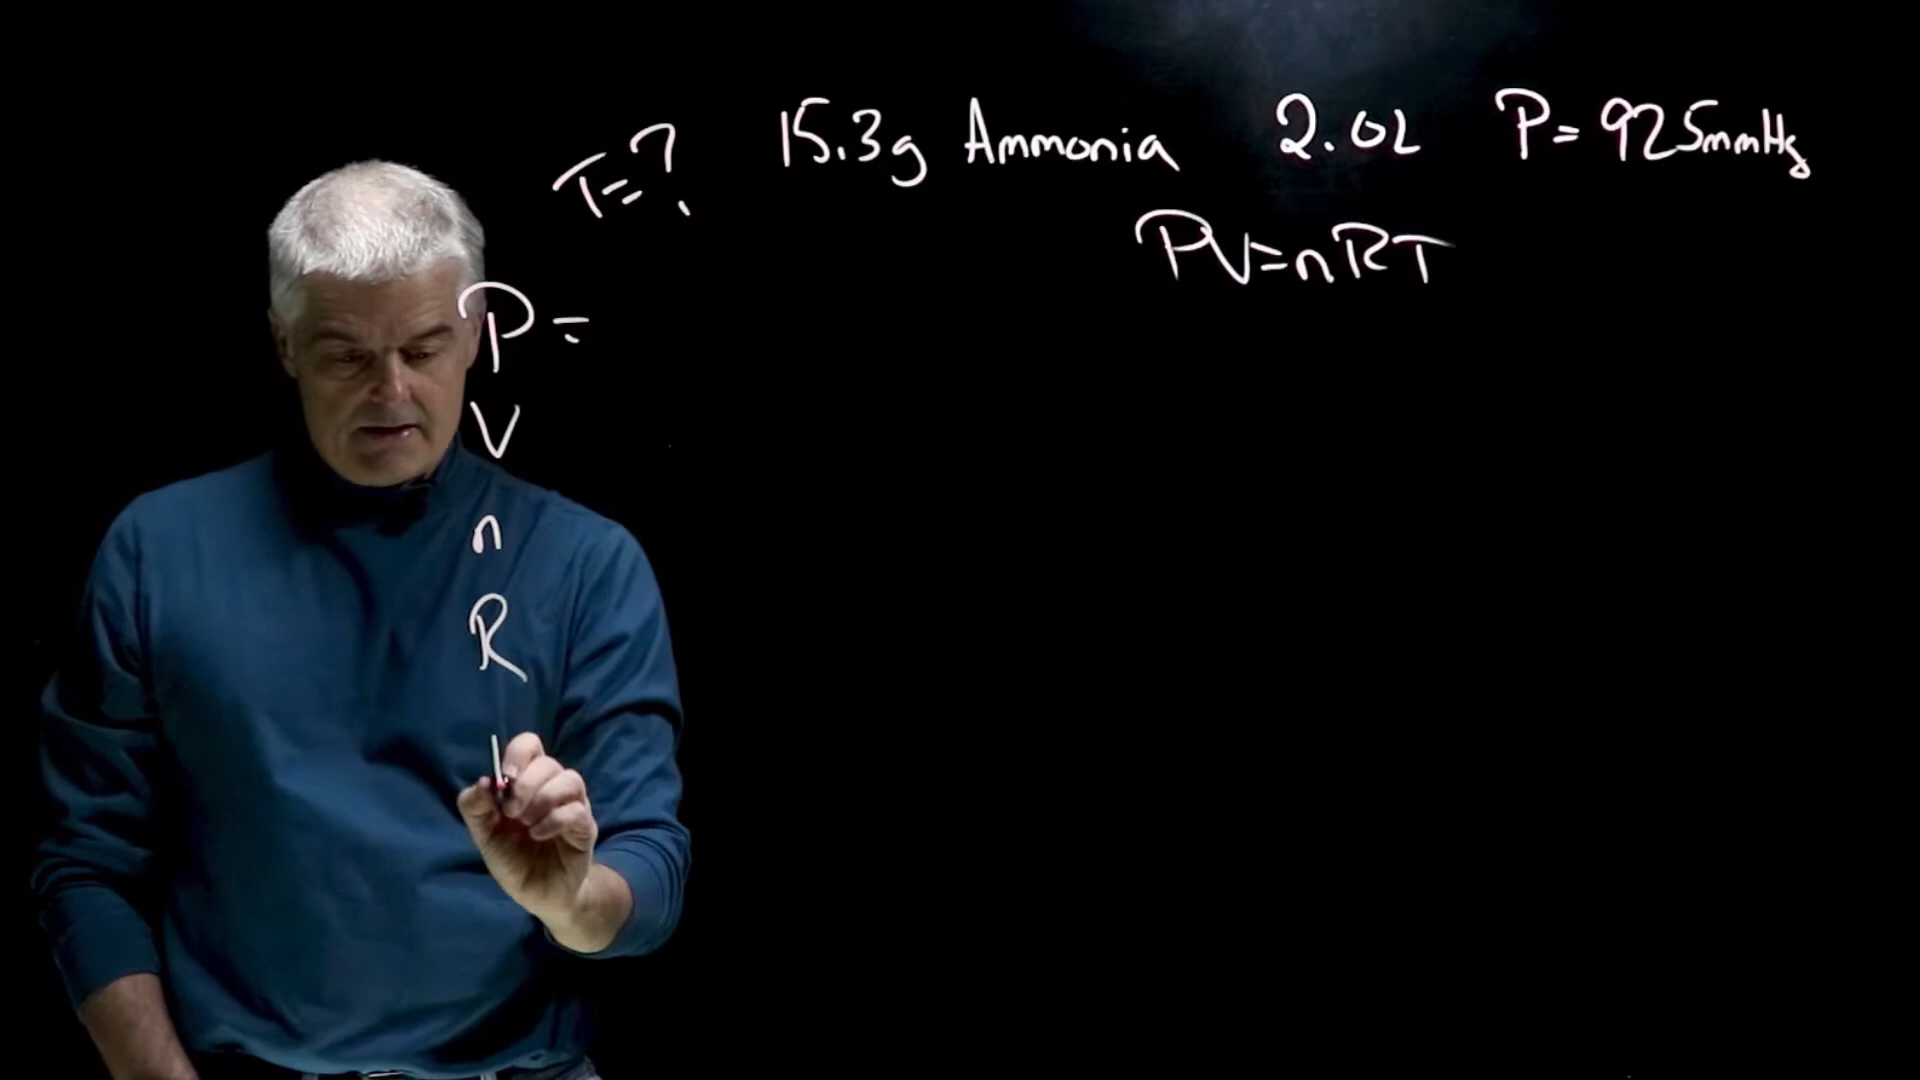 T=? 15.3g Ammonia 2.0L P=925mmHg
PV=nRT
P=
V
n
R